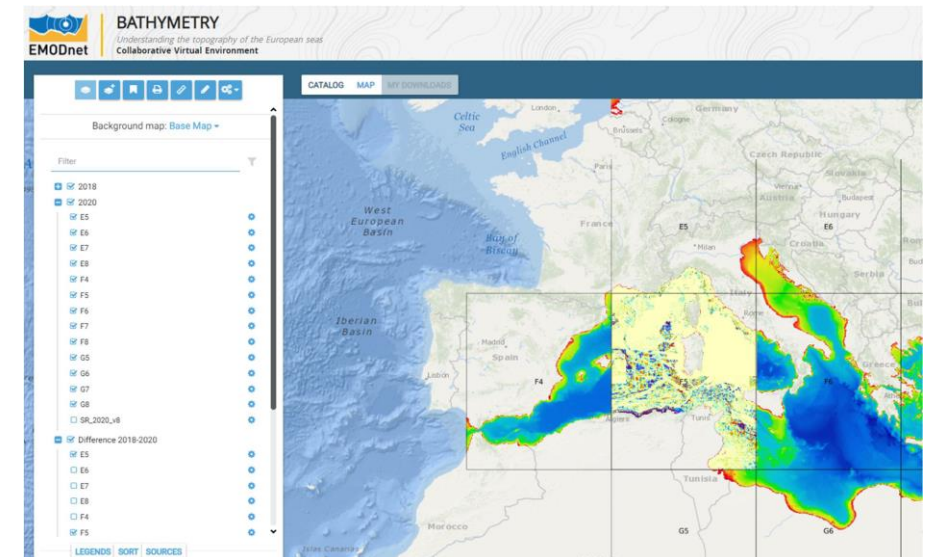 BATHYMETRY
Understanding the topography of the European seas
Collaborative Virtual Environment
EMODnet
CATALOG MAP MY DOWNLOADS
Background map: Base Map
Filter
2018
2020
E5
E6
E7
E8
F4
F5
F6
F7
F8
G5
G6
G7
G8
SR_2020_v8
Difference 2018-2020
E5
E6
E7
E8
F4
F5
LEGENDS SORT SOURCES
Celtic
Sea
London
English Channel
Brussels
Cologne
Germany
Paris
Czech Republic
Slovakia
Vienna
Austria
Budapest
Hungary
West
European
Basin
Bay of
Biscay
France
E5
E6
Milan
Croatia
Serbia
Italy
Rome
Iberian
Basin
Madrid
Spain
Lisbon
F4
F6
Greece
Algiers
Tunis
Tunisia
Morocco
G5
G6
Islas Canarias